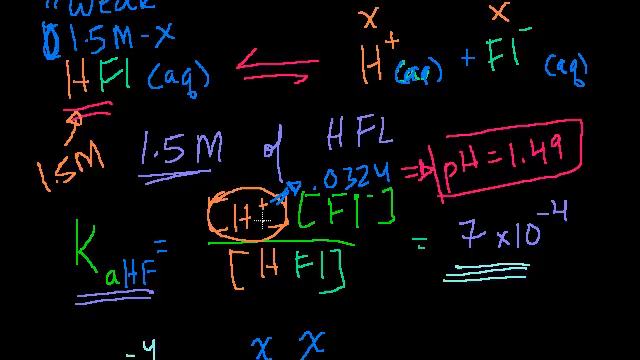 weak
1.5M-x
x x
HFl (aq) ⇌ H⁺ (aq) + Fl⁻ (aq)
1.5M
1.5M of HFL
.0324 ⇒ pH = 1.49
KaHF = [H⁺] [Fl⁻] / [HFl] = 7 x10⁻⁴
-4 x x